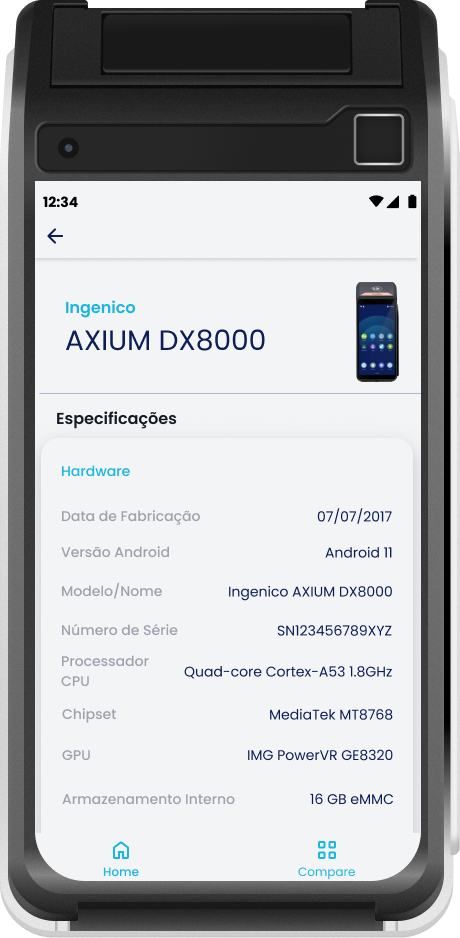 12:34
Ingenico
AXIUM DX8000
Especificações
Hardware
Data de Fabricação 07/07/2017
Versão Android Android 11
Modelo/Nome Ingenico AXIUM DX8000
Número de Série SN123456789XYZ
Processador
CPU Quad-core Cortex-A53 1.8GHz
Chipset MediaTek MT8768
GPU IMG PowerVR GE8320
Armazenamento Interno 16 GB eMMC
Home Compare